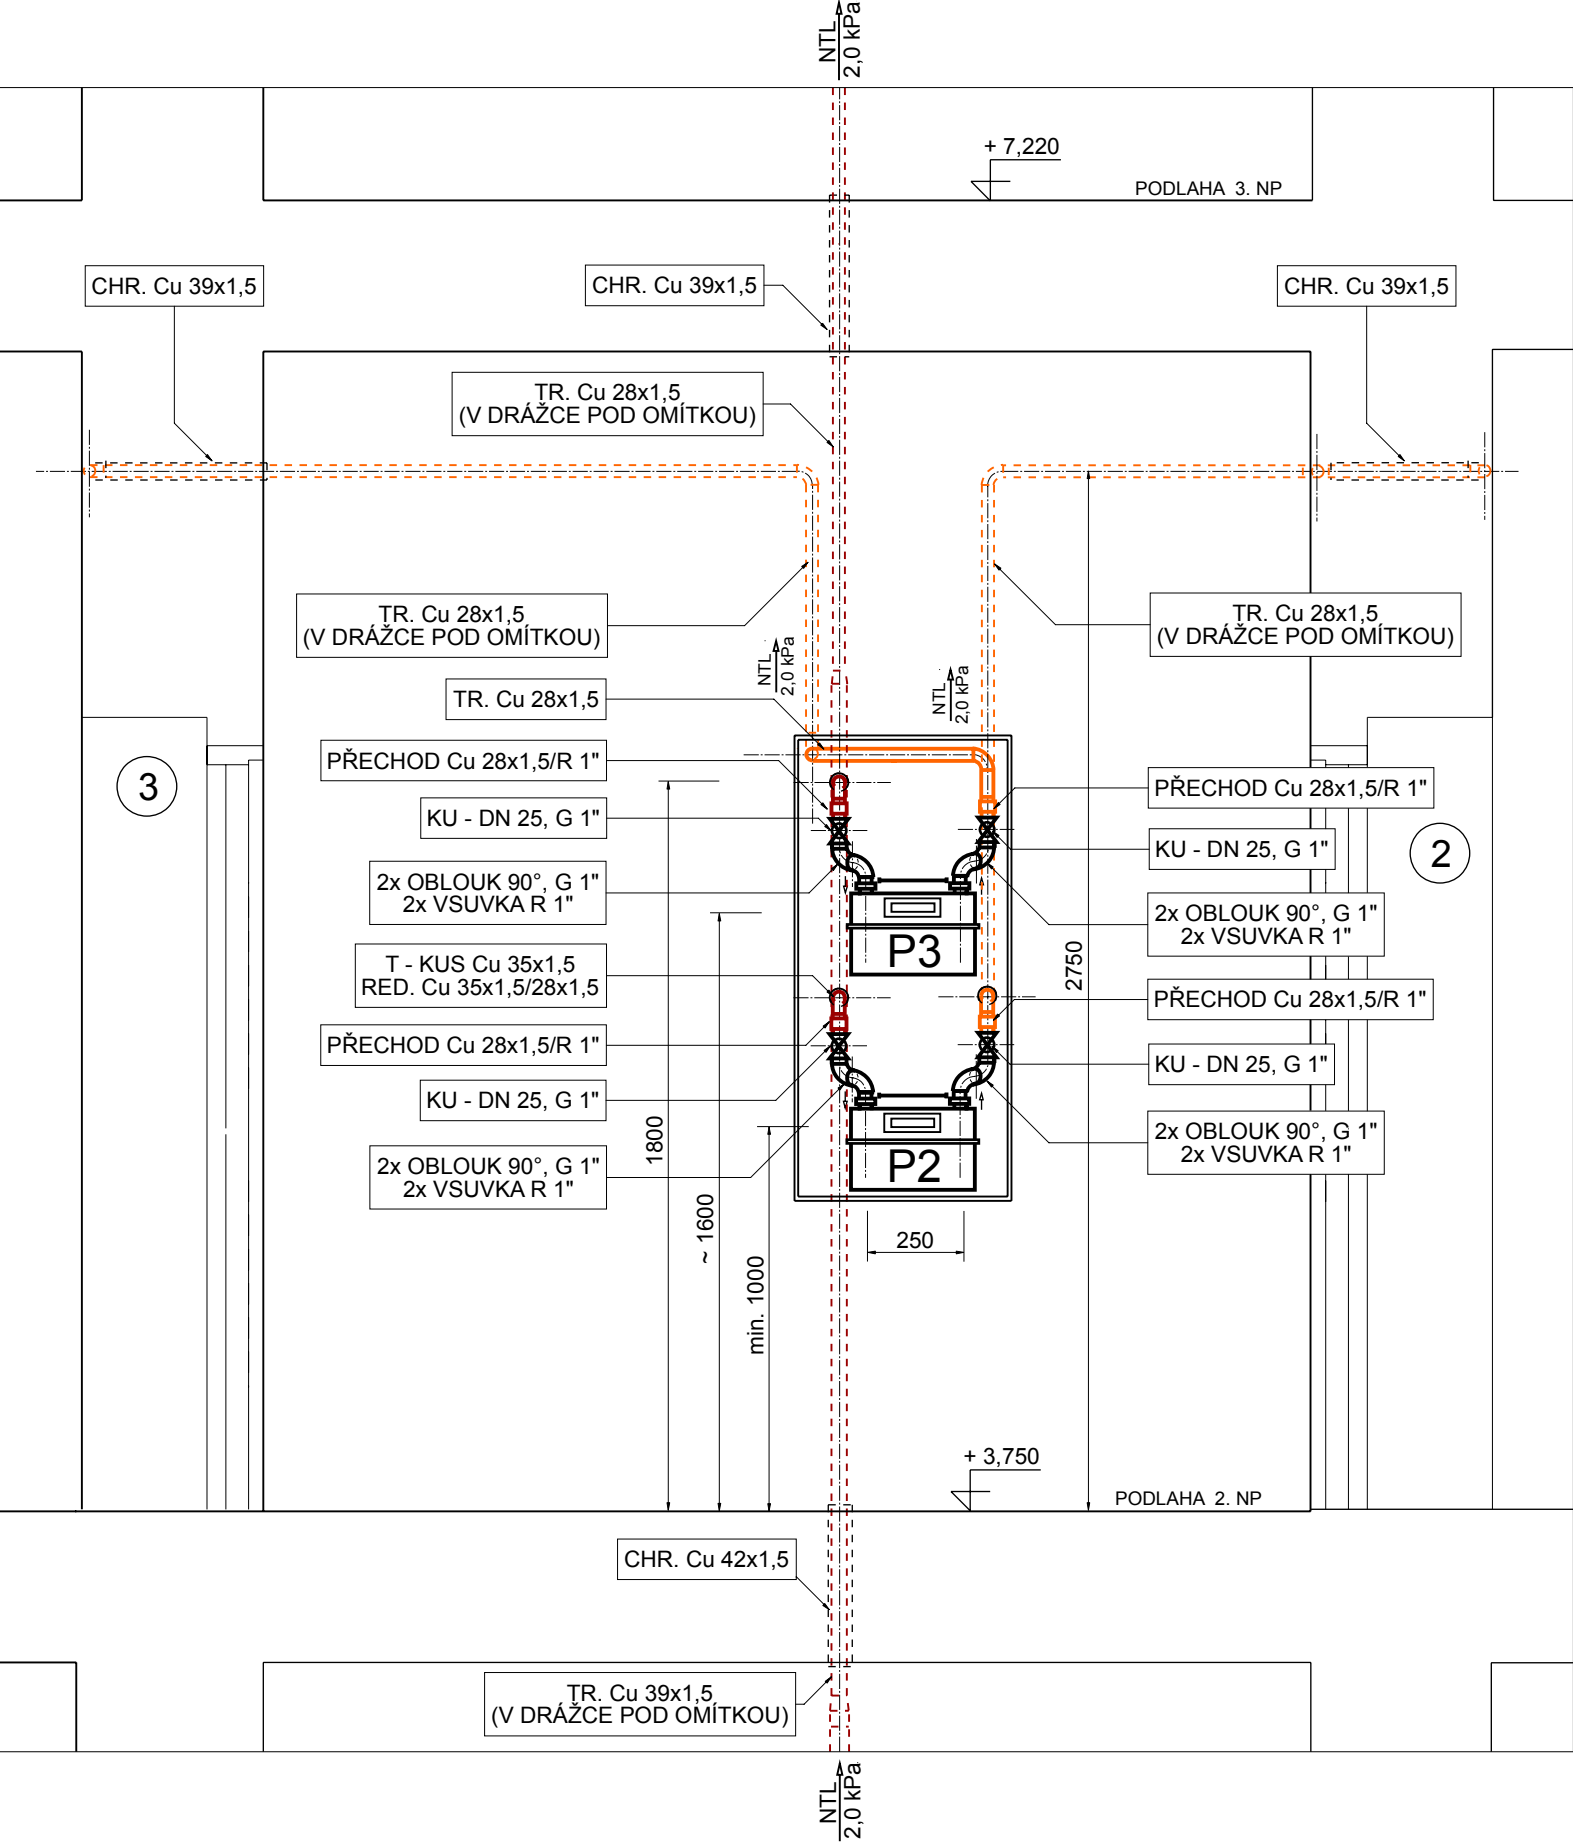 NTL
2,0 kPa
+ 7,220
PODLAHA 3. NP
CHR. Cu 39x1,5
CHR. Cu 39x1,5
CHR. Cu 39x1,5
TR. Cu 28x1,5
(V DRÁŽCE POD OMÍTKOU)
TR. Cu 28x1,5
(V DRÁŽCE POD OMÍTKOU)
TR. Cu 28x1,5
(V DRÁŽCE POD OMÍTKOU)
NTL
2,0 kPa
NTL
2,0 kPa
TR. Cu 28x1,5
PŘECHOD Cu 28x1,5/R 1"
PŘECHOD Cu 28x1,5/R 1"
3
KU - DN 25, G 1"
KU - DN 25, G 1"
2
2x OBLOUK 90°, G 1"
2x VSUVKA R 1"
2x OBLOUK 90°, G 1"
2x VSUVKA R 1"
P3
T - KUS Cu 35x1,5
RED. Cu 35x1,5/28x1,5
2750
PŘECHOD Cu 28x1,5/R 1"
PŘECHOD Cu 28x1,5/R 1"
KU - DN 25, G 1"
KU - DN 25, G 1"
2x OBLOUK 90°, G 1"
2x VSUVKA R 1"
2x OBLOUK 90°, G 1"
2x VSUVKA R 1"
P2
1800
~ 1600
min. 1000
250
+ 3,750
PODLAHA 2. NP
CHR. Cu 42x1,5
TR. Cu 39x1,5
(V DRÁŽCE POD OMÍTKOU)
NTL
2,0 kPa